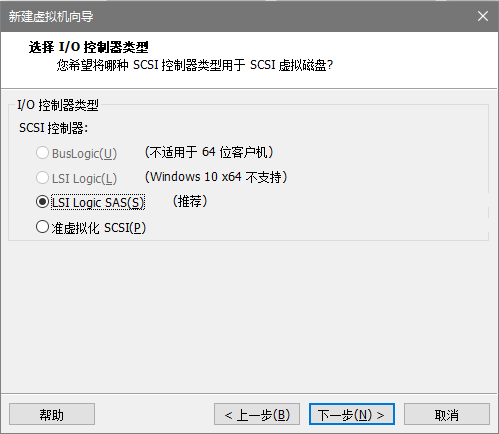 新建虚拟机向导
选择 I/O 控制器类型
您希望将哪种 SCSI 控制器类型用于 SCSI 虚拟磁盘?
I/O 控制器类型
SCSI 控制器:
BusLogic(U) (不适用于 64 位客户机)
LSI Logic(L) (Windows 10 x64 不支持)
LSI Logic SAS(S) (推荐)
准虚拟化 SCSI(P)
帮助 < 上一步(B) 下一步(N) > 取消